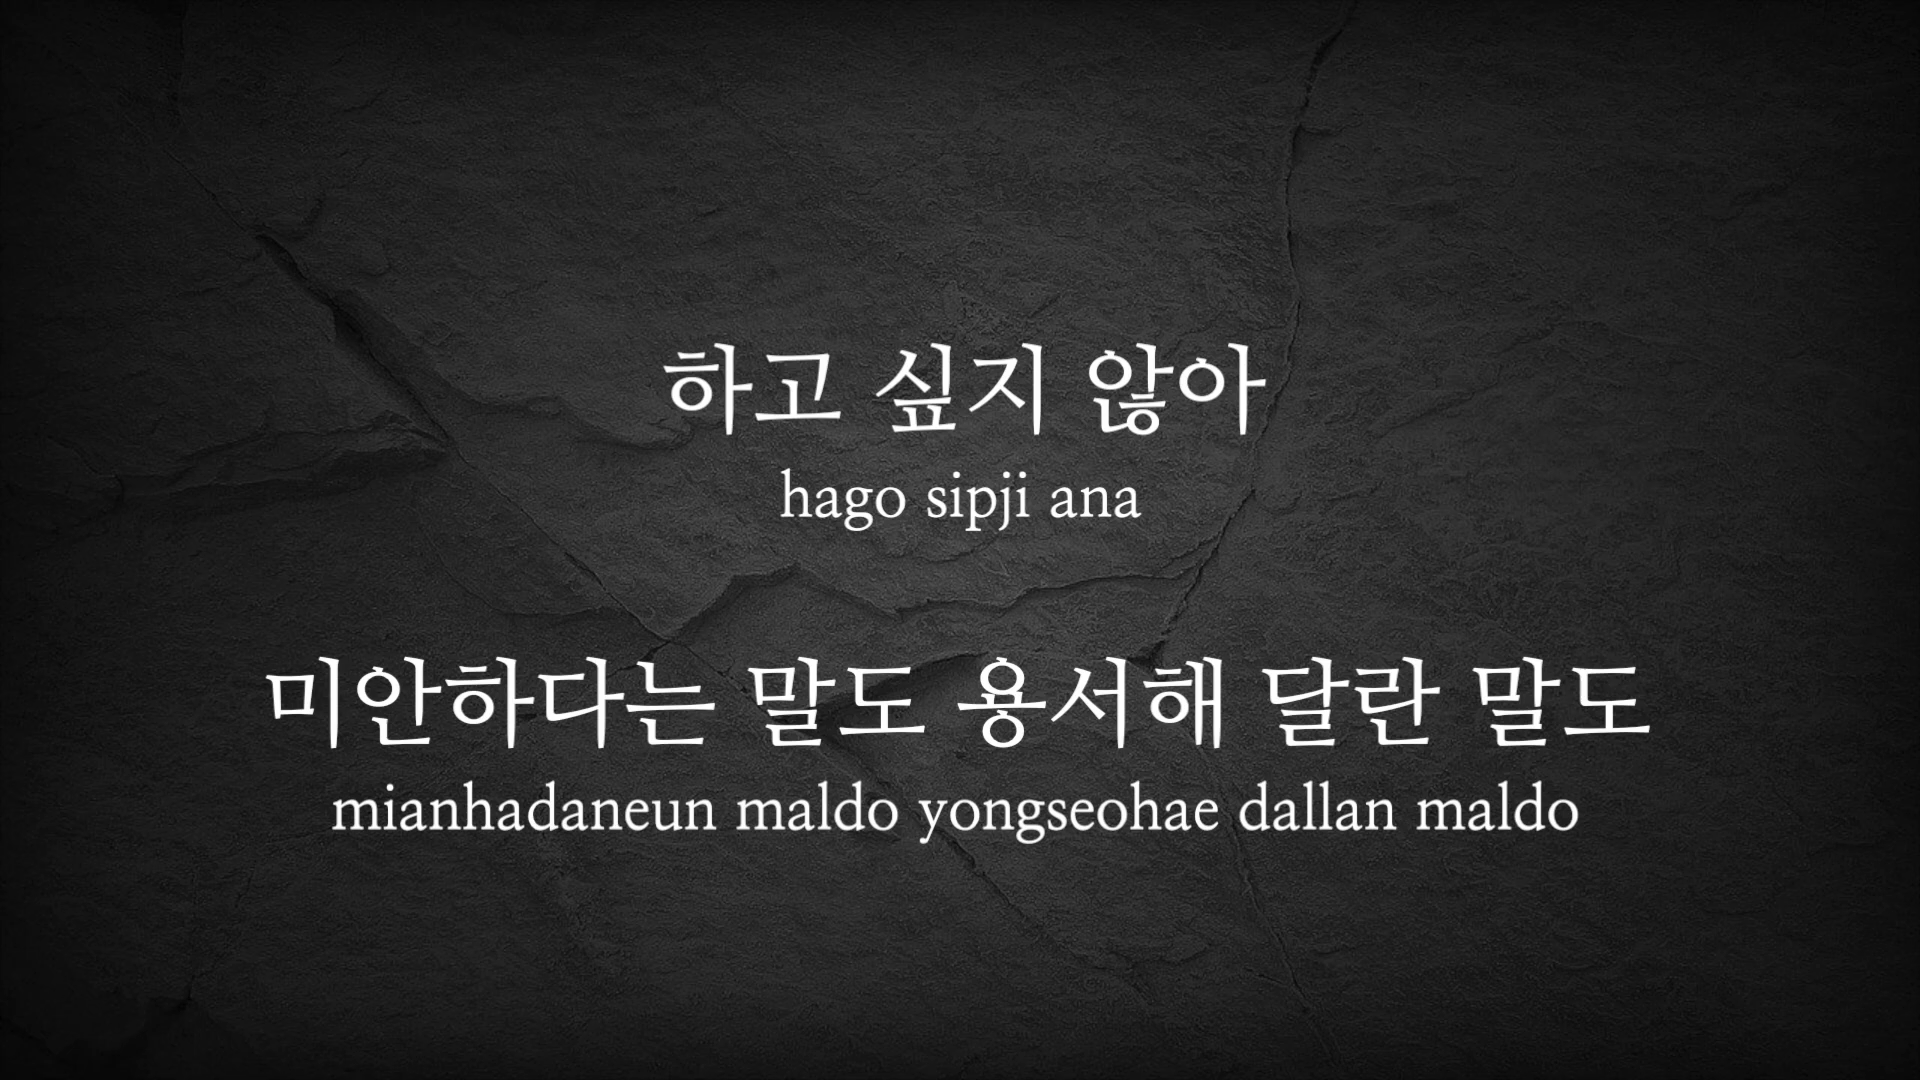 하고 싶지 않아
hago sipji ana
미안하다는 말도 용서해 달란 말도
mianhadaneun maldo yongseohae dallan maldo